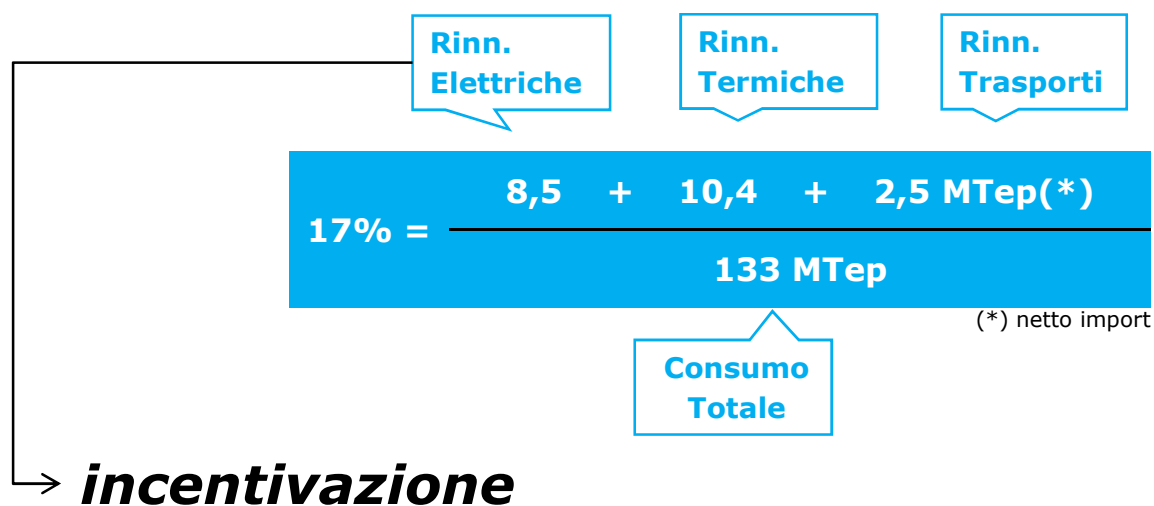 Rinn.
Elettriche
Rinn.
Termiche
Rinn.
Trasporti
8,5 + 10,4 + 2,5 MTep(*)
17% =
133 MTep
(*) netto import
Consumo
Totale
incentivazione